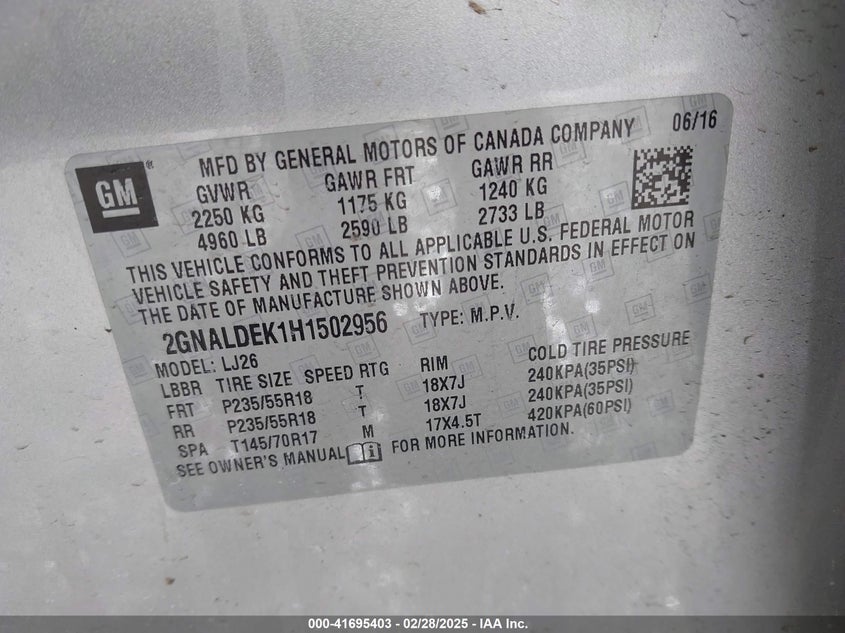 MFD BY GENERAL MOTORS OF CANADA COMPANY 06/16
GM®
GVWR GAWR FRT GAWR RR
2250 KG 1175 KG 1240 KG
4960 LB 2590 LB 2733 LB
THIS VEHICLE CONFORMS TO ALL APPLICABLE U.S. FEDERAL MOTOR
VEHICLE SAFETY AND THEFT PREVENTION STANDARDS IN EFFECT ON
THE DATE OF MANUFACTURE SHOWN ABOVE.
2GNALDEK1H1502956 TYPE: M.P.V.
MODEL: LJ26
LBBR TIRE SIZE SPEED RTG RIM COLD TIRE PRESSURE
FRT P235/55R18 T 18X7J 240KPA(35PSI)
RR P235/55R18 T 18X7J 240KPA(35PSI)
SPA T145/70R17 M 17X4.5T 420KPA(60PSI)
SEE OWNER'S MANUAL FOR MORE INFORMATION.
000-41695403 - 02/28/2025 - IAA Inc.